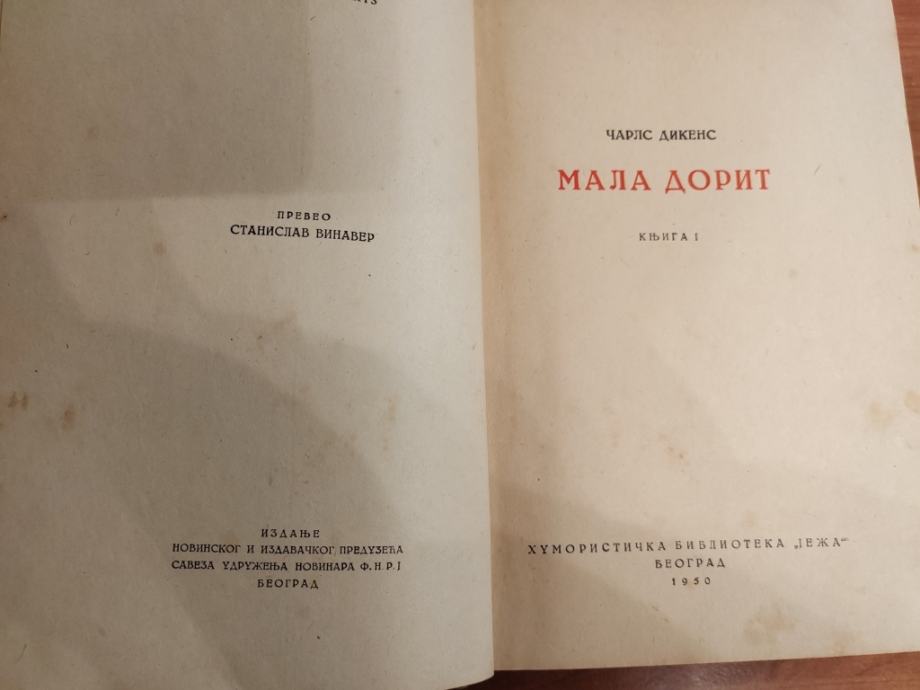 ПРЕВЕО
СТАНИСЛАВ ВИНАВЕР
ИЗДАЊЕ
НОВИНСКОГ И ИЗДАВАЧКОГ ПРЕДУЗЕЋА
САВЕЗА УДРУЖЕЊА НОВИНАРА Ф.Н.Р.Ј
БЕОГРАД
ЧАРЛС ДИКЕНС
МАЛА ДОРИТ
КЊИГА I
ХУМОРИСТИЧКА БИБЛИОТЕКА „ЈЕЖА“
БЕОГРАД
1950